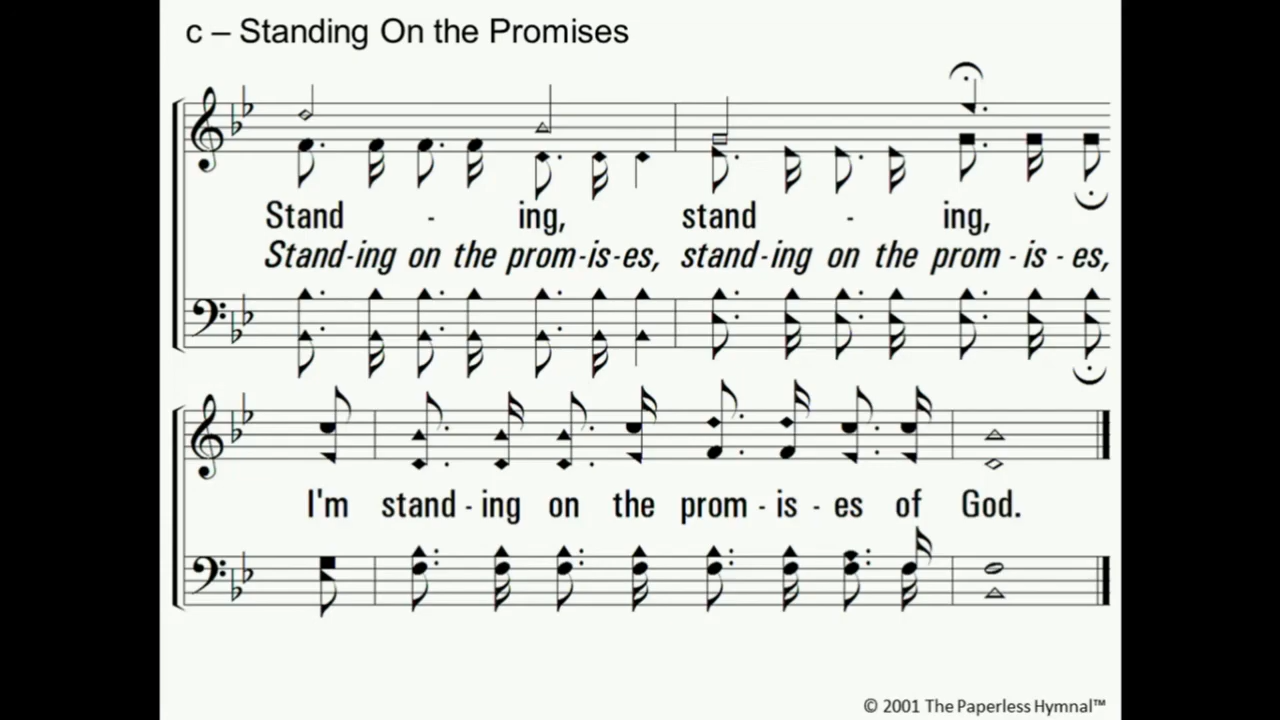 c – Standing On the Promises
Stand - ing, stand - ing,
Stand-ing on the prom-is-es, stand-ing on the prom - is - es,
I'm stand - ing on the prom - is - es of God.
© 2001 The Paperless Hymnal™